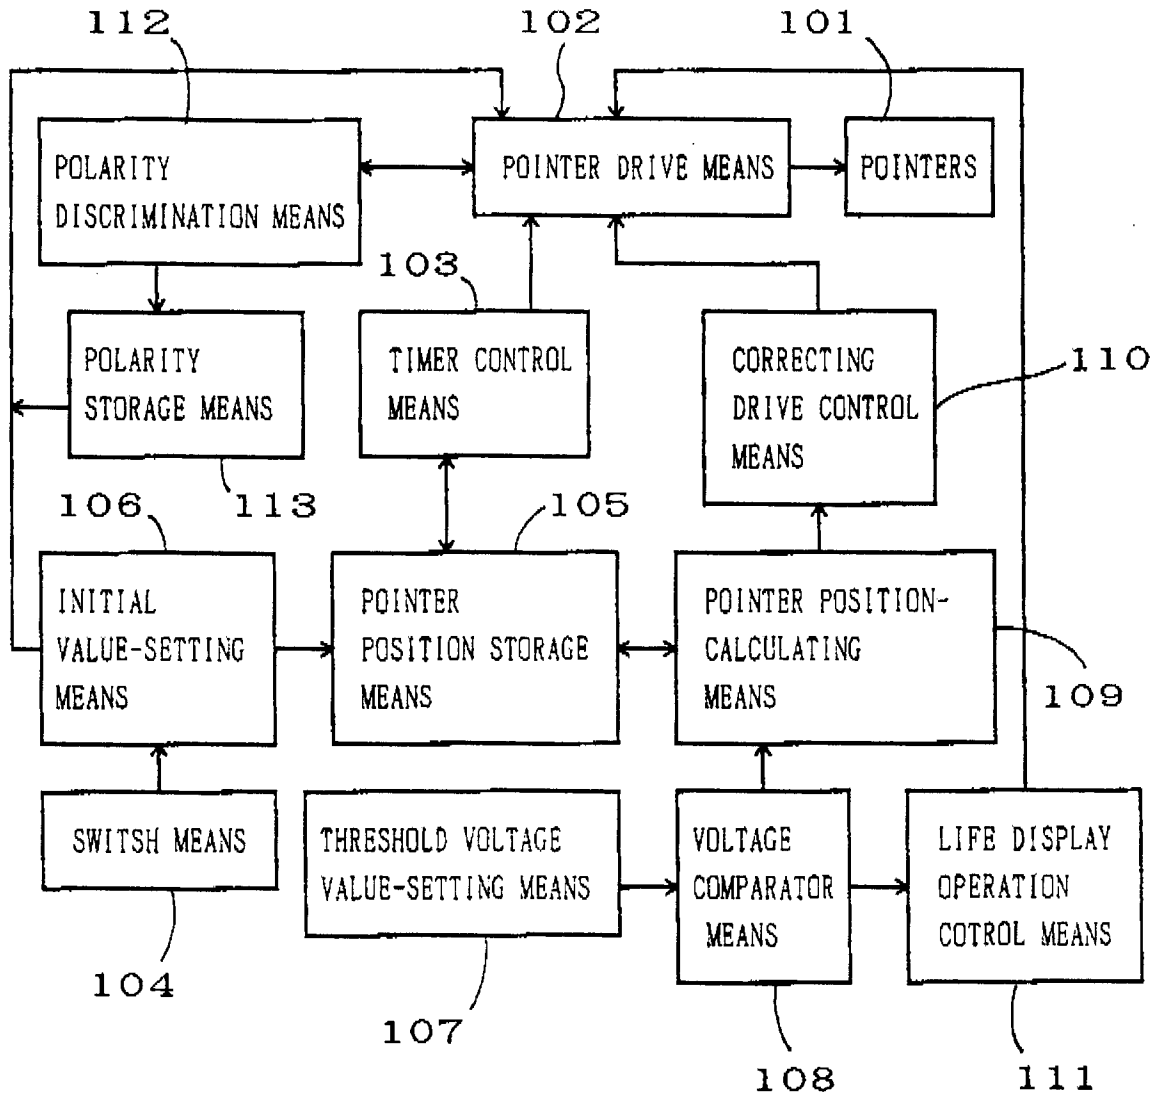 112
102
101
POLARITY
DISCRIMINATION MEANS
POINTER DRIVE MEANS
POINTERS
103
POLARITY
STORAGE MEANS
TIMER CONTROL
MEANS
CORRECTING
DRIVE CONTROL
MEANS
110
113
106
105
INITIAL
VALUE-SETTING
MEANS
POINTER
POSITION STORAGE
MEANS
POINTER POSITION-
CALCULATING
MEANS
109
SWITSH MEANS
THRESHOLD VOLTAGE
VALUE-SETTING MEANS
VOLTAGE
COMPARATOR
MEANS
LIFE DISPLAY
OPERATION
COTROL MEANS
104
107
108
111